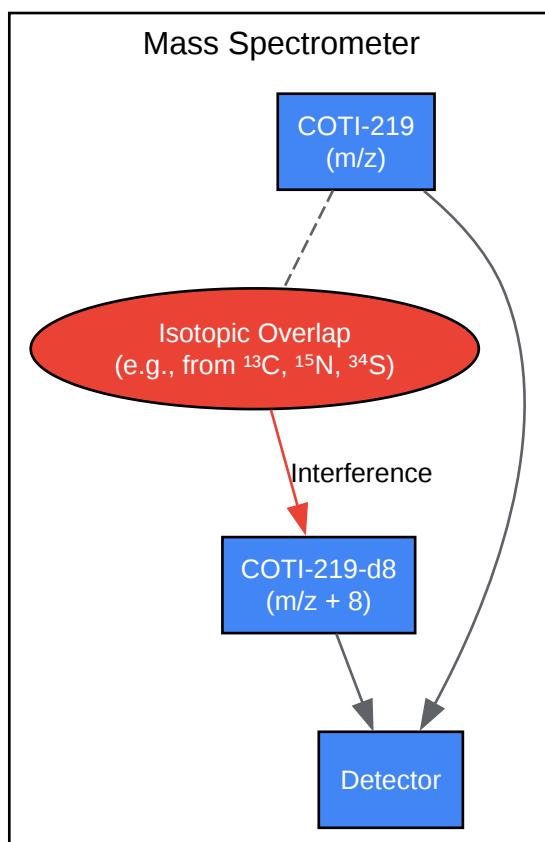 Mass Spectrometer
COTI-219
(m/z)
Isotopic Overlap
(e.g., from ¹³C, ¹⁵N, ³⁴S)
Interference
COTI-219-d8
(m/z + 8)
Detector